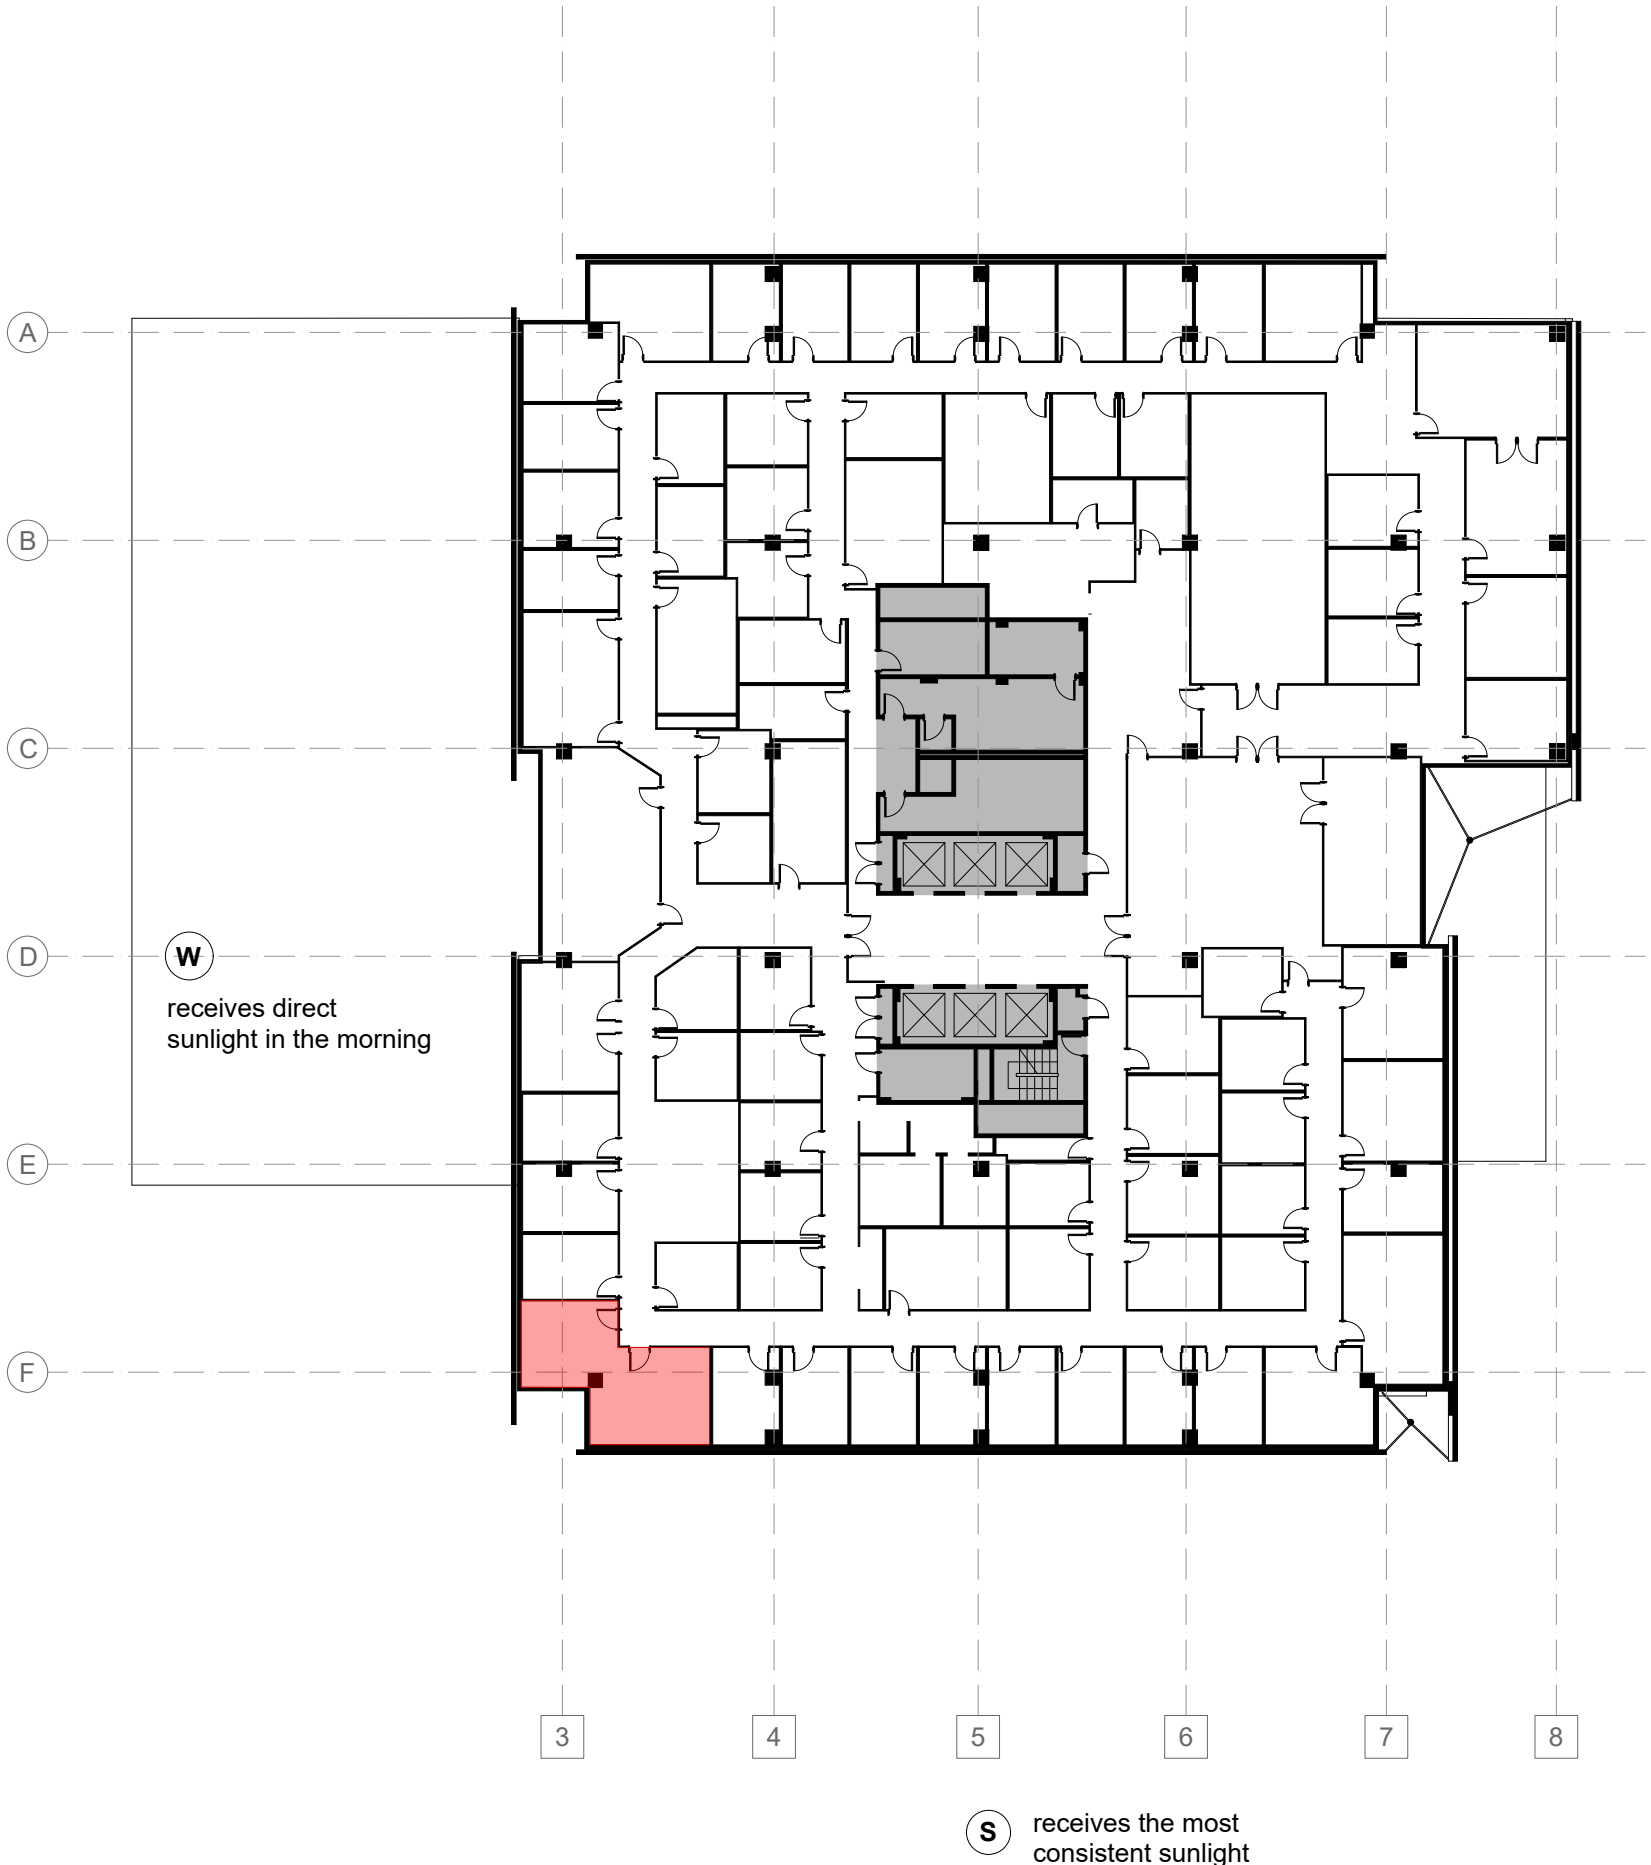 A
B
C
D
W
receives direct
sunlight in the morning
E
F
3
4
5
6
7
8
S
receives the most
consistent sunlight